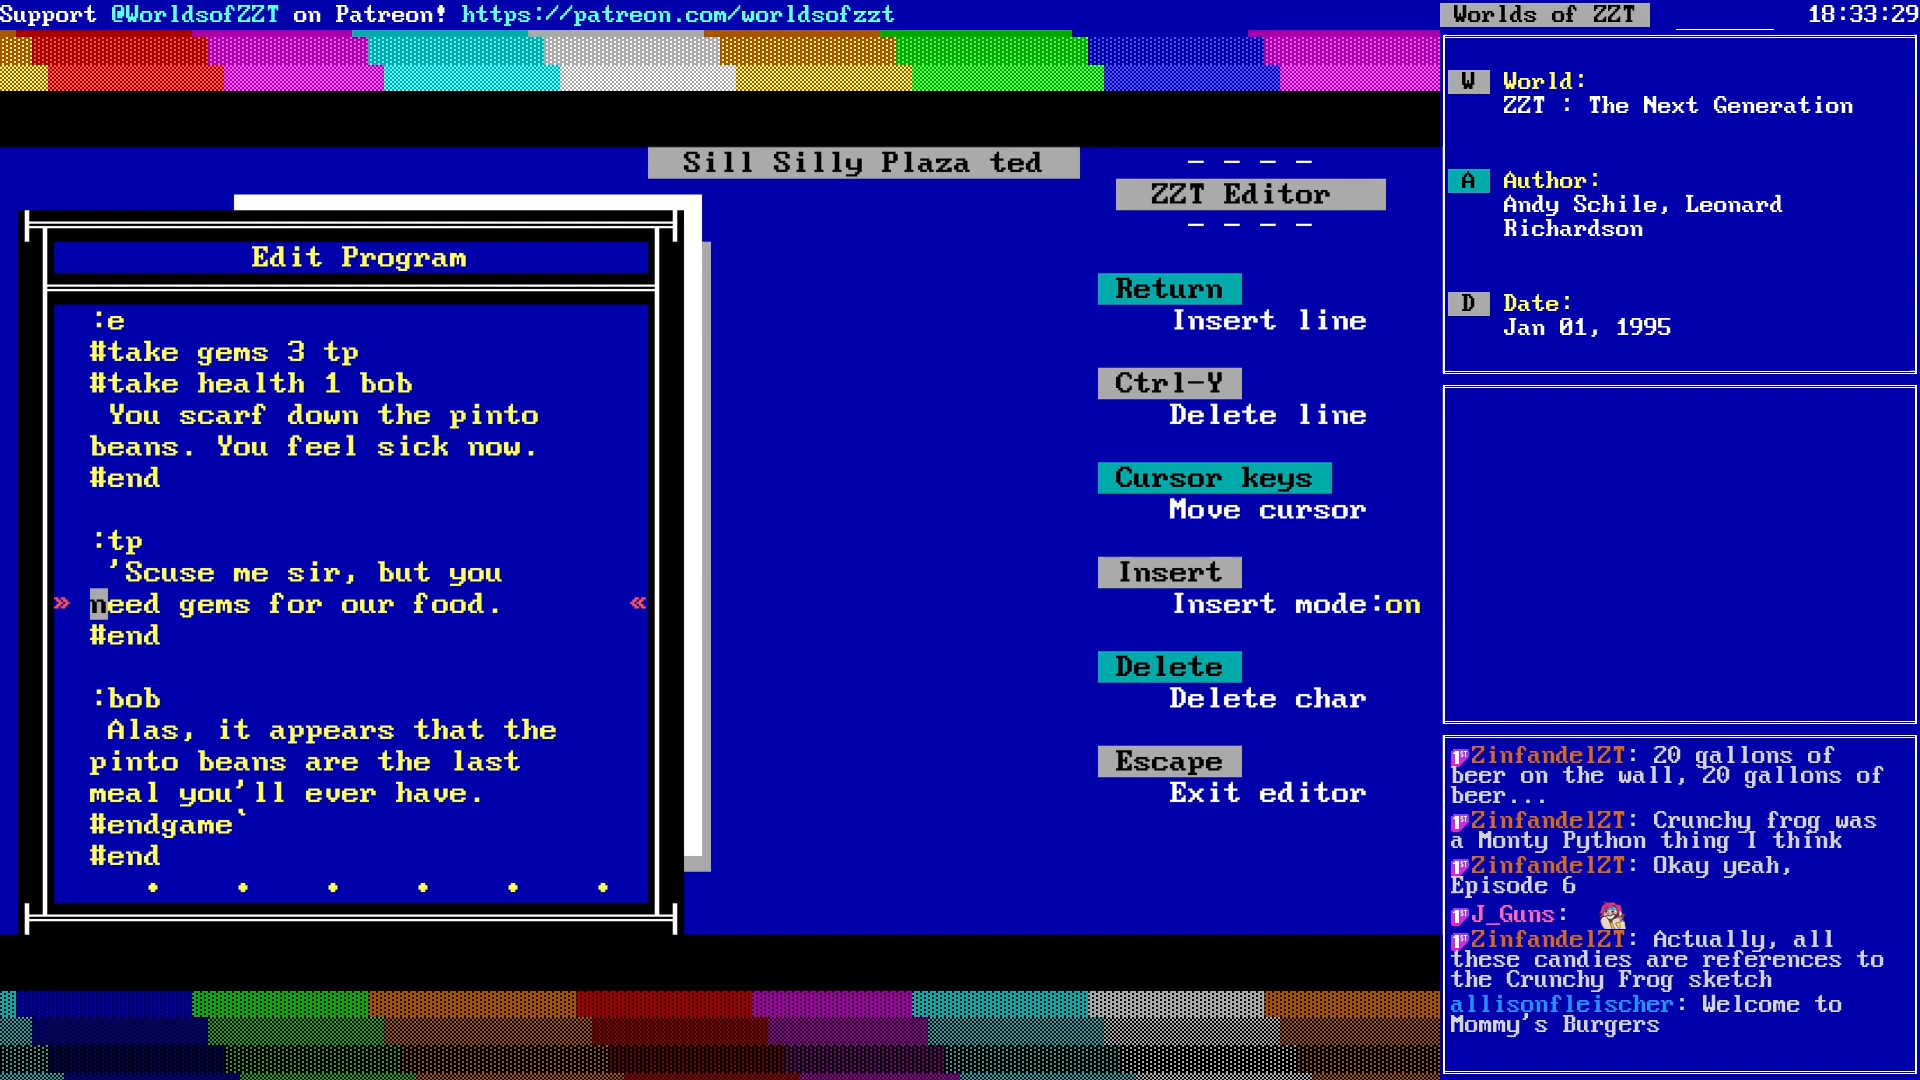 Support @WorldsofZZT on Patreon! https://patreon.com/worldsofzzt
Worlds of ZZT
18:33:29
W World:
ZZT : The Next Generation
A Author:
Andy Schile, Leonard
Richardson
D Date:
Jan 01, 1995
Sill Silly Plaza ted
Edit Program
:e
#take gems 3 tp
#take health 1 bob
You scarf down the pinto
beans. You feel sick now.
#end
:tp
'Scuse me sir, but you
» need gems for our food. «
#end
:bob
Alas, it appears that the
pinto beans are the last
meal you'll ever have.
#endgame`
#end
- - - -
ZZT Editor
- - - -
Return
Insert line
Ctrl-Y
Delete line
Cursor keys
Move cursor
Insert
Insert mode:on
Delete
Delete char
Escape
Exit editor
1ST ZinfandelZT: 20 gallons of
beer on the wall, 20 gallons of
beer...
1ST ZinfandelZT: Crunchy frog was
a Monty Python thing I think
1ST ZinfandelZT: Okay yeah,
Episode 6
1ST J_Guns:
1ST ZinfandelZT: Actually, all
these candies are references to
the Crunchy Frog sketch
allisonfleischer: Welcome to
Mommy's Burgers